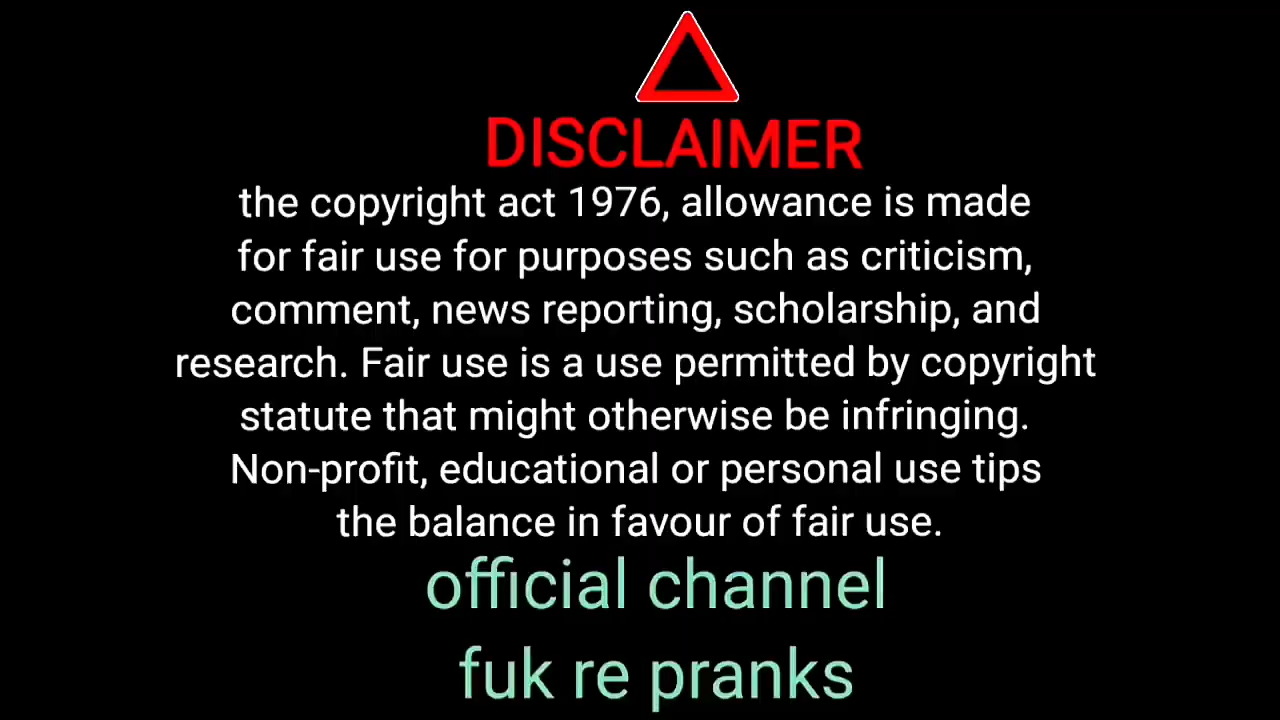 DISCLAIMER
the copyright act 1976, allowance is made
for fair use for purposes such as criticism,
comment, news reporting, scholarship, and
research. Fair use is a use permitted by copyright
statute that might otherwise be infringing.
Non-profit, educational or personal use tips
the balance in favour of fair use.
official channel
fuk re pranks